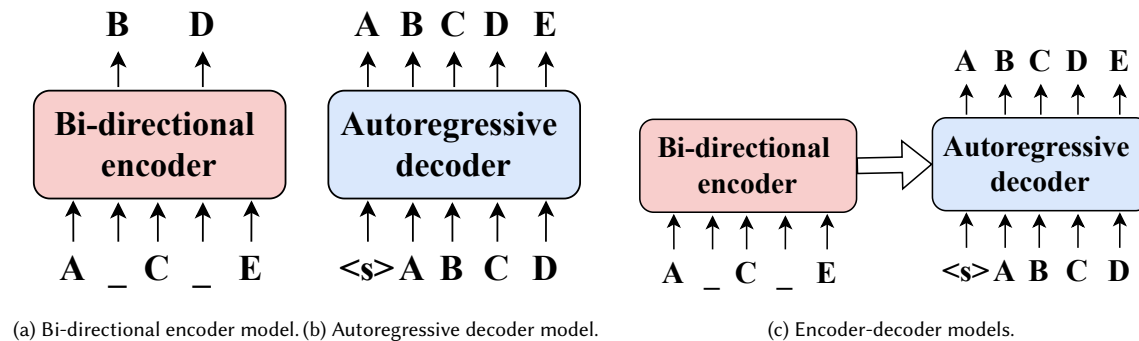 B D
Bi-directional
encoder
A _ C _ E
(a) Bi-directional encoder model.
A B C D E
Autoregressive
decoder
<s> A B C D
(b) Autoregressive decoder model.
Bi-directional
encoder
A _ C _ E
A B C D E
Autoregressive
decoder
<s> A B C D
(c) Encoder-decoder models.